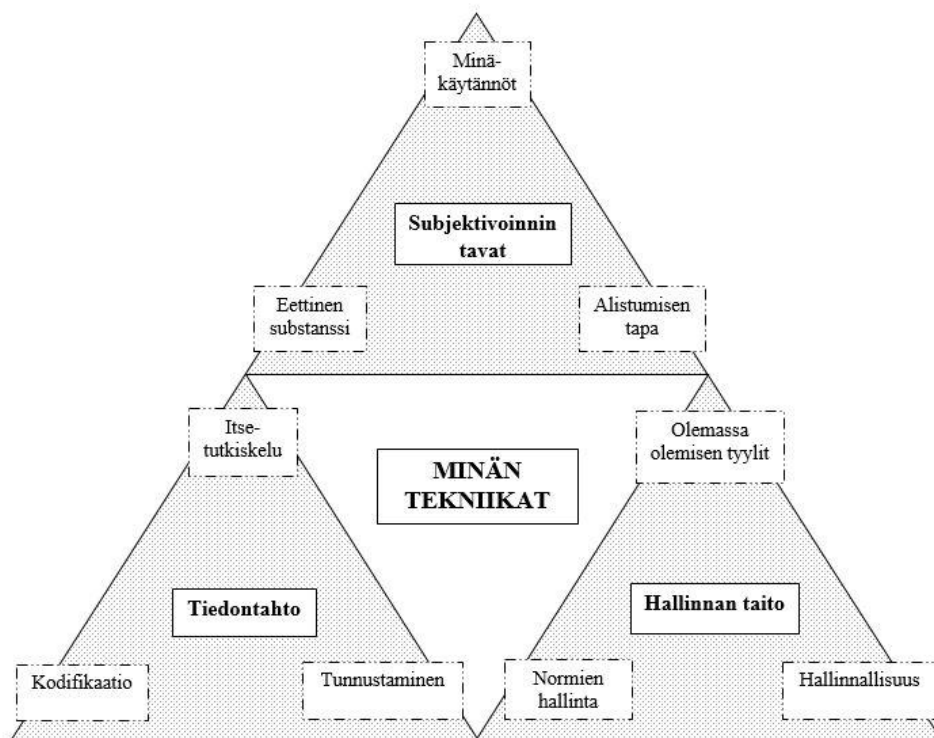 Minä-
käytännöt
Subjektivoinnin
tavat
Eettinen
substanssi
Alistumisen
tapa
Itse-
tutkiskelu
Olemassa
olemisen tyylit
MINÄN
TEKNIIKAT
Tiedontahto
Hallinnan taito
Kodifikaatio
Tunnustaminen
Normien
hallinta
Hallinnallisuus